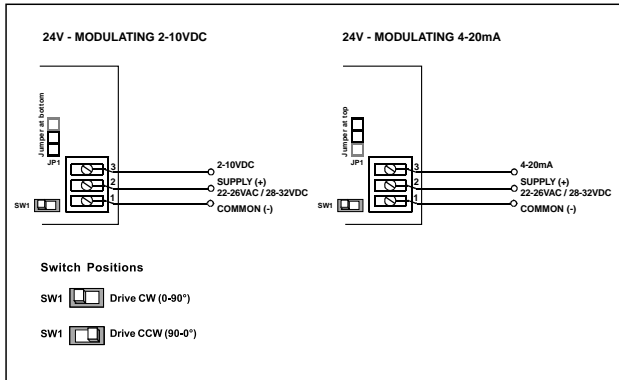 24V - MODULATING 2-10VDC
Jumper at bottom
JP1
3
2
1
2-10VDC
SUPPLY (+)
22-26VAC / 28-32VDC
COMMON (-)
SW1
24V - MODULATING 4-20mA
Jumper at top
JP1
3
2
1
4-20mA
SUPPLY (+)
22-26VAC / 28-32VDC
COMMON (-)
SW1
Switch Positions
SW1 Drive CW (0-90°)
SW1 Drive CCW (90-0°)